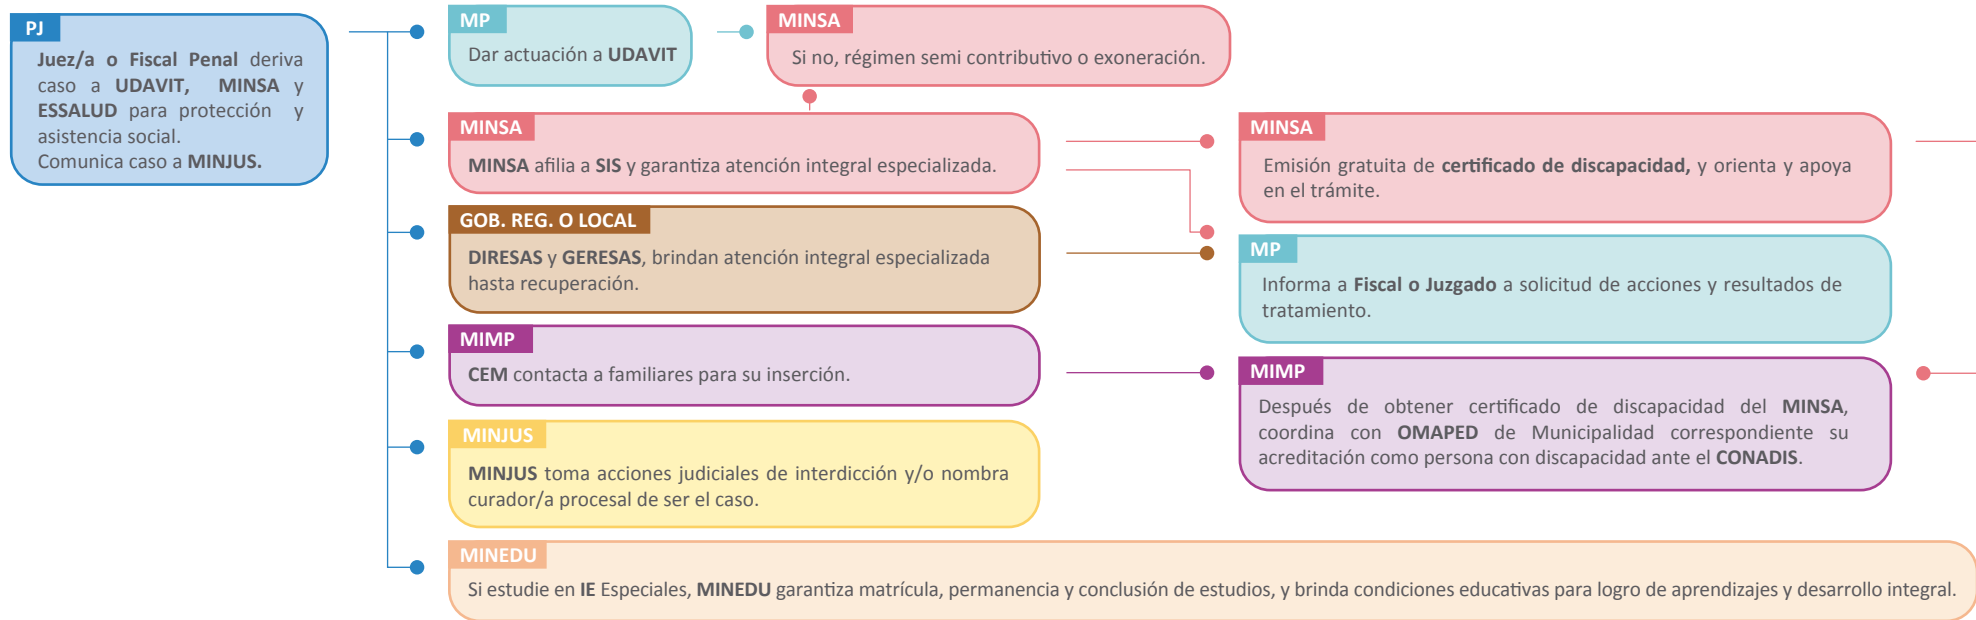 PJ
Juez/a o Fiscal Penal deriva
caso a UDAVIT, MINSA y
ESSALUD para protección y
asistencia social.
Comunica caso a MINJUS.
MP
Dar actuación a UDAVIT
MINSA
Si no, régimen semi contributivo o exoneración.
MINSA
MINSA afilia a SIS y garantiza atención integral especializada.
MINSA
Emisión gratuita de certificado de discapacidad, y orienta y apoya
en el trámite.
GOB. REG. O LOCAL
DIRESAS y GERESAS, brindan atención integral especializada
hasta recuperación.
MP
Informa a Fiscal o Juzgado a solicitud de acciones y resultados de
tratamiento.
MIMP
CEM contacta a familiares para su inserción.
MIMP
Después de obtener certificado de discapacidad del MINSA,
coordina con OMAPED de Municipalidad correspondiente su
acreditación como persona con discapacidad ante el CONADIS.
MINJUS
MINJUS toma acciones judiciales de interdicción y/o nombra
curador/a procesal de ser el caso.
MINEDU
Si estudie en IE Especiales, MINEDU garantiza matrícula, permanencia y conclusión de estudios, y brinda condiciones educativas para logro de aprendizajes y desarrollo integral.